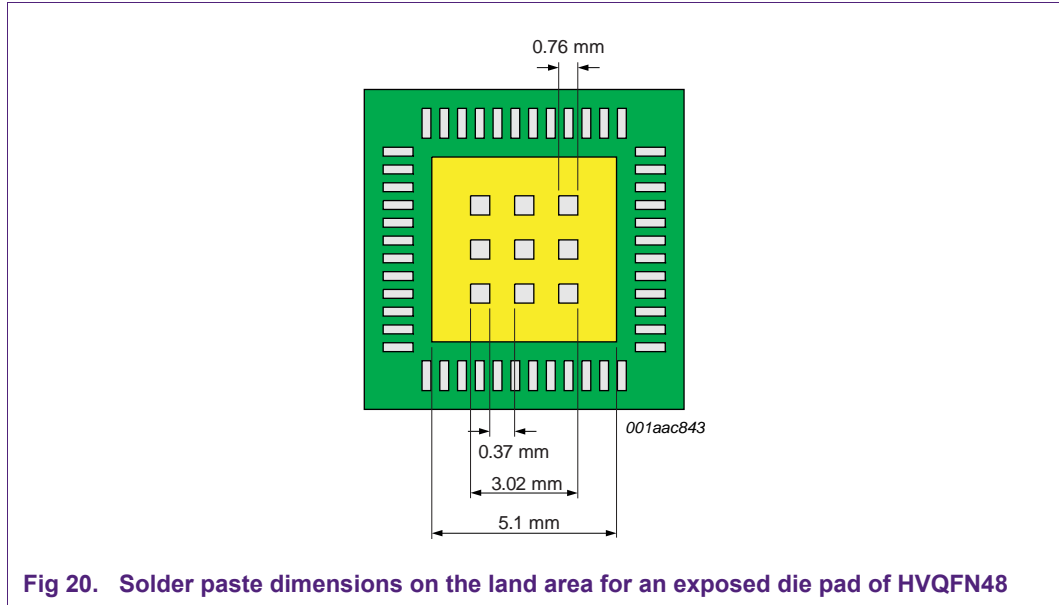 0.76 mm
001aac843
0.37 mm
3.02 mm
5.1 mm
Fig 20. Solder paste dimensions on the land area for an exposed die pad of HVQFN48